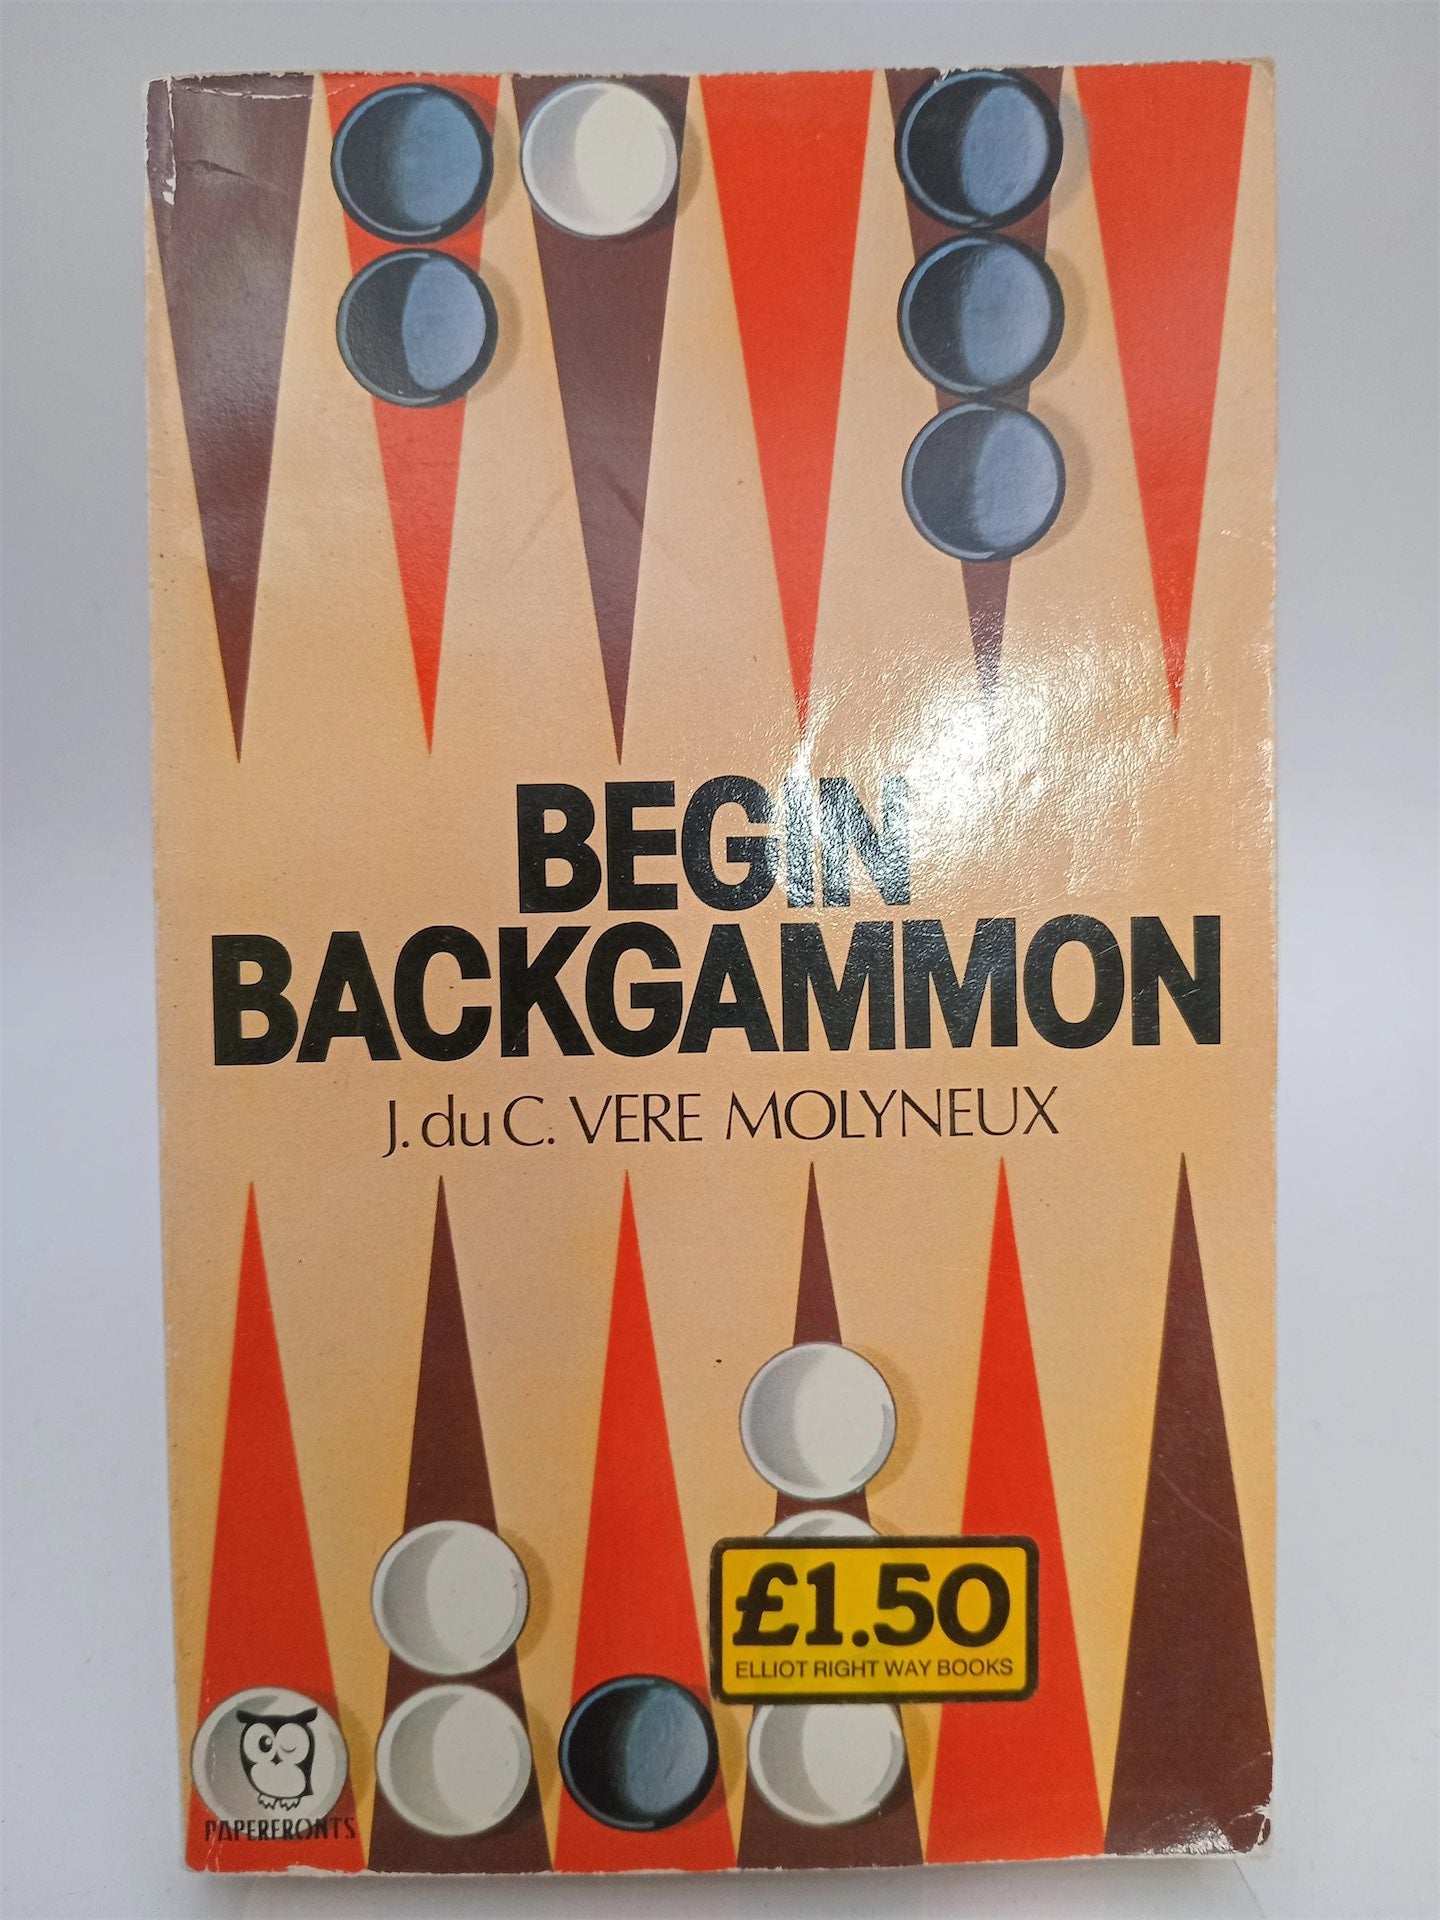 BEGIN
BACKGAMMON
J. du C. VERE MOLYNEUX
£1.50
ELLIOT RIGHT WAY BOOKS
PAPERFRONTS